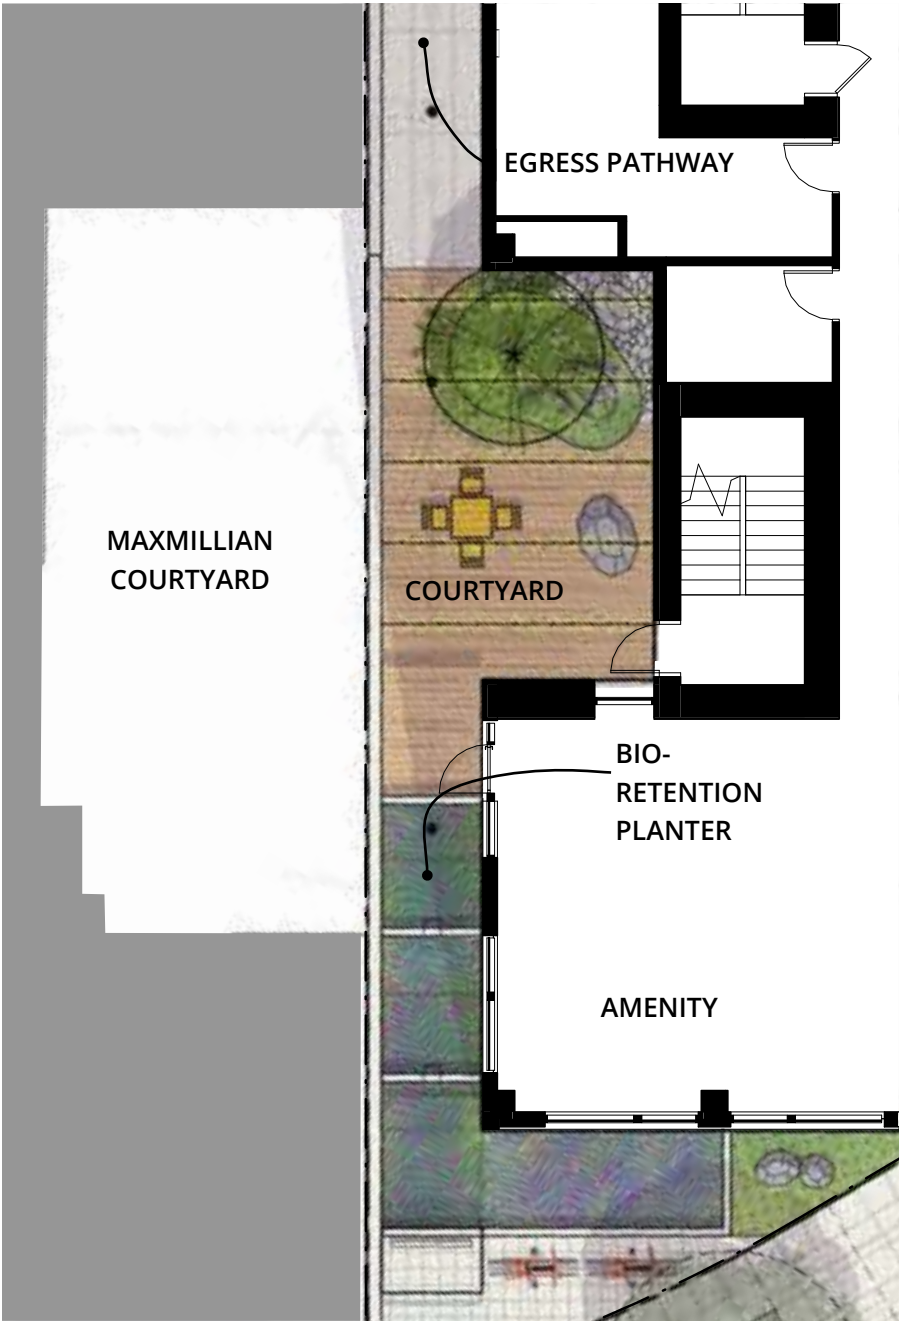 EGRESS PATHWAY
MAXMILLIAN
COURTYARD
COURTYARD
BIO-
RETENTION
PLANTER
AMENITY